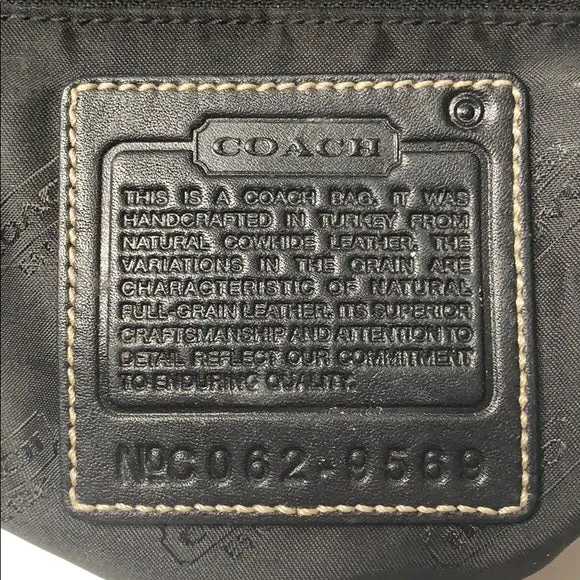 COACH
THIS IS A COACH BAG. IT WAS
HANDCRAFTED IN TURKEY FROM
NATURAL COWHIDE LEATHER. THE
VARIATIONS IN THE GRAIN ARE
CHARACTERISTIC OF NATURAL
FULL-GRAIN LEATHER. ITS SUPERIOR
CRAFTSMANSHIP AND ATTENTION TO
DETAIL REFLECT OUR COMMITMENT
TO ENDURING QUALITY.
NºC062-9569